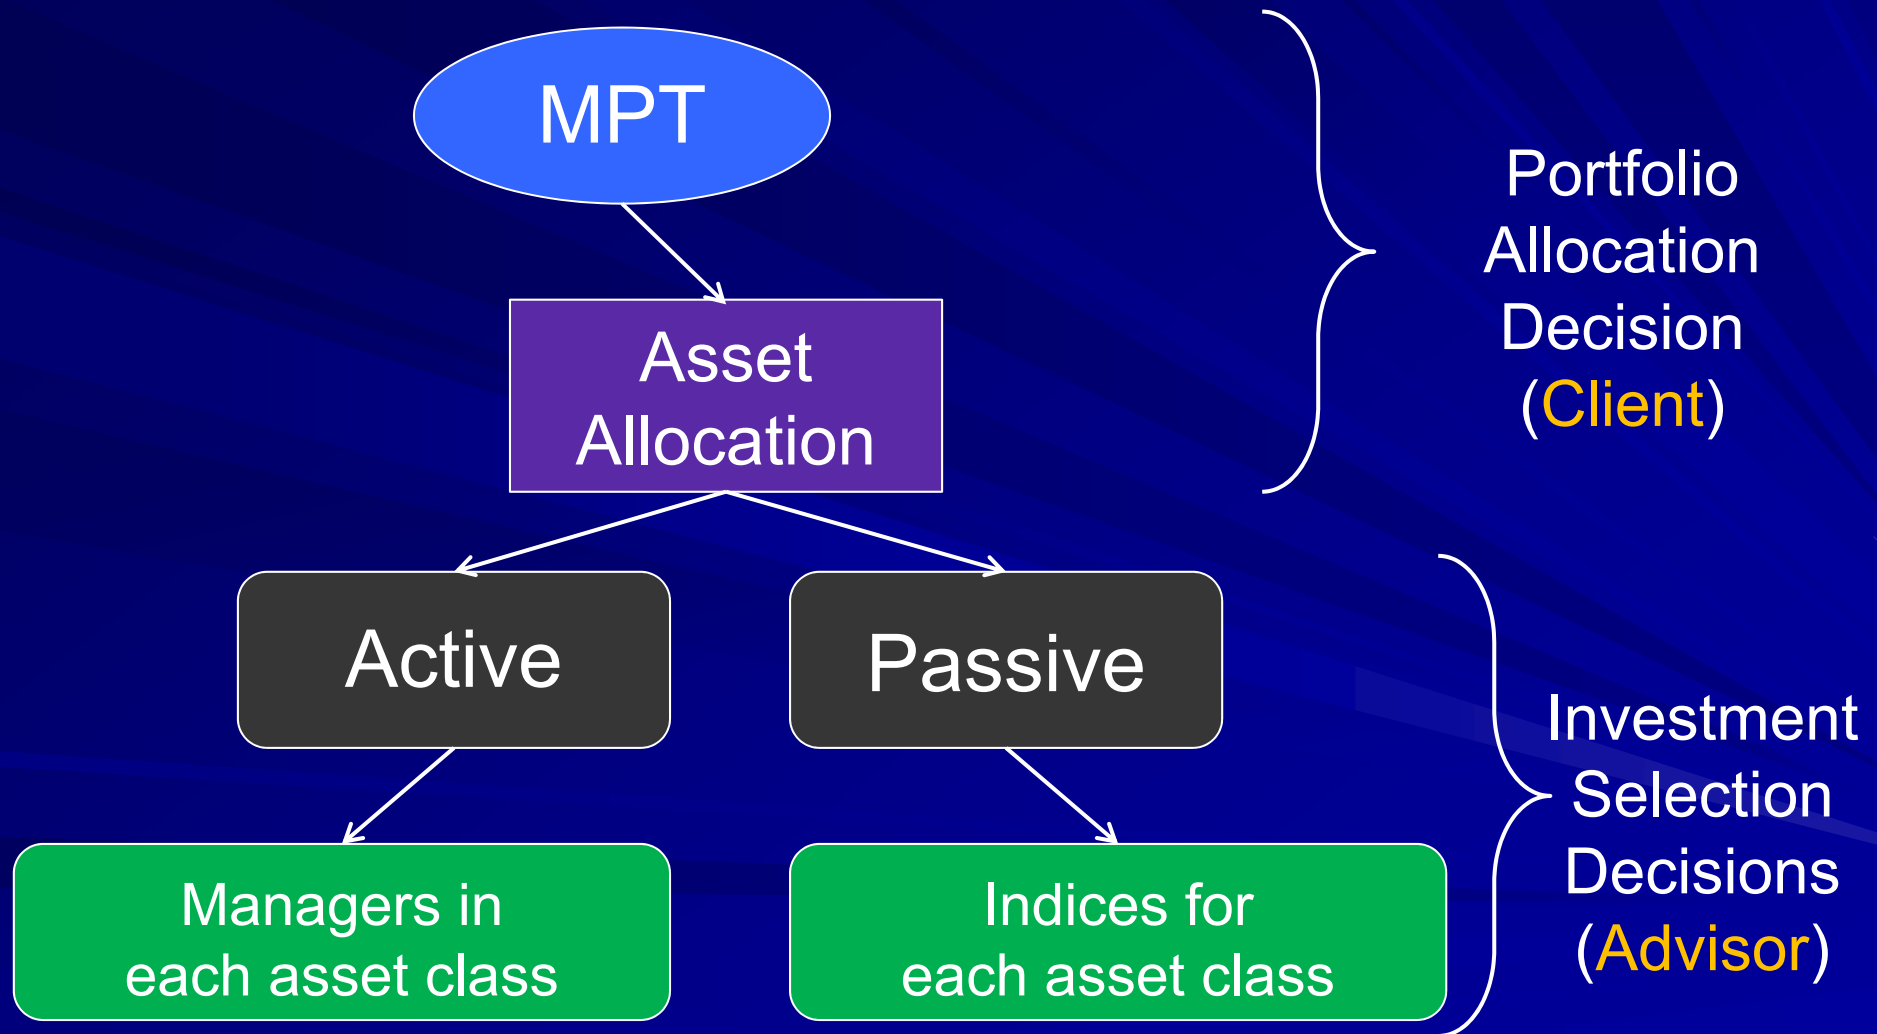 MPT
Portfolio
Allocation
Decision
(Client)
Asset
Allocation
Active
Passive
Investment
Selection
Decisions
(Advisor)
Managers in
each asset class
Indices for
each asset class